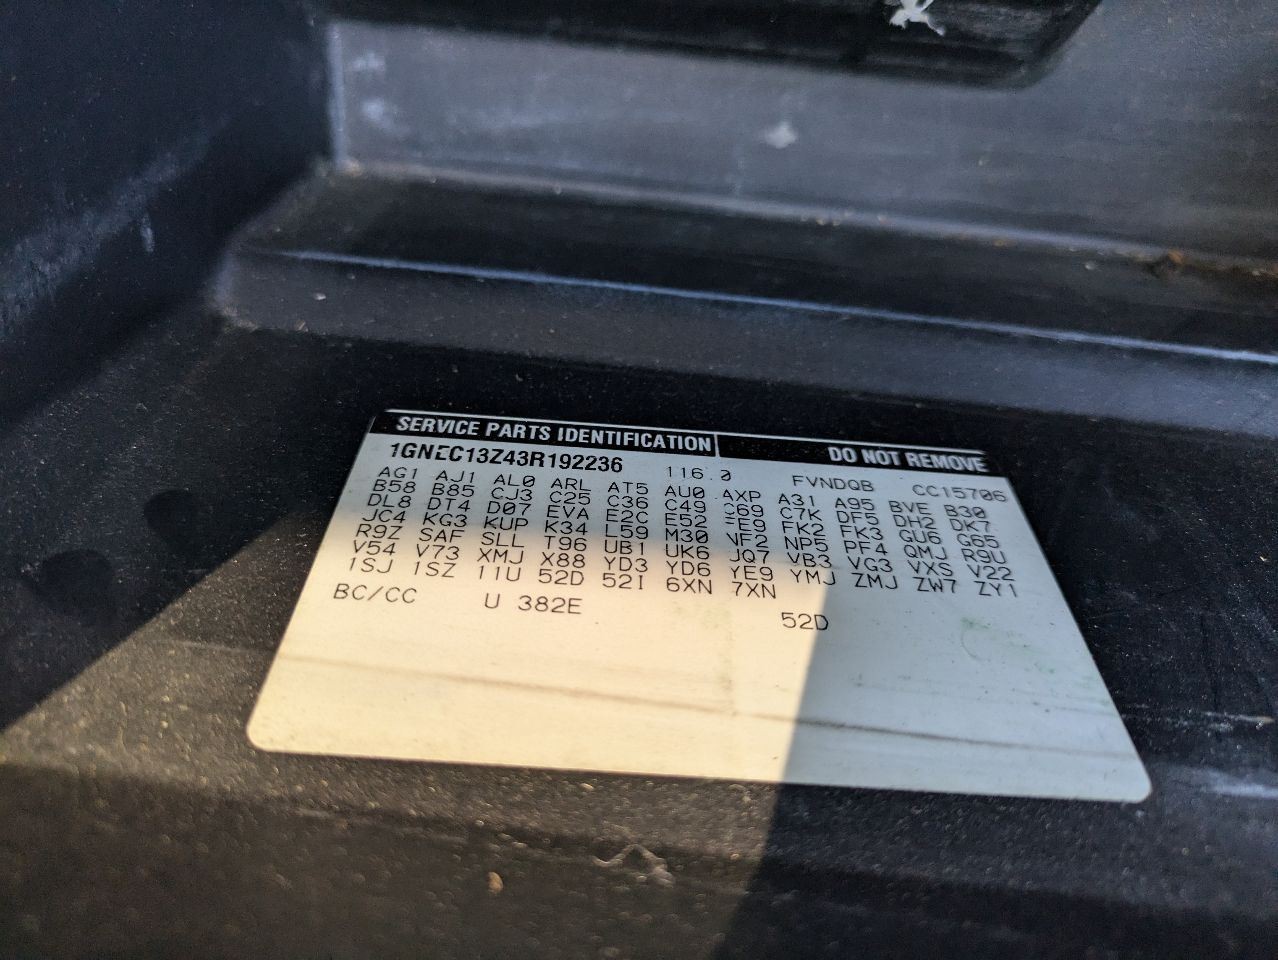 SERVICE PARTS IDENTIFICATION DO NOT REMOVE
1GNEC13Z43R192236 116.0 FVNDQB CC15706
AG1 AJ1 AL0 ARL AT5 AU0 AXP A31 A95 BVE B30
B58 B85 CJ3 C25 C36 C49 C69 C7K DF5 DH2 DK7
DL8 DT4 D07 EVA E2C E52 FE9 FK2 FK3 GU6 G65
JC4 KG3 KUP K34 L59 M30 NF2 NP5 PF4 QMJ R9U
R9Z SAF SLL T96 UB1 UK6 JQ7 VB3 VG3 VXS V22
V54 V73 XMJ X88 YD3 YD6 YE9 YMJ ZMJ ZW7 ZY1
1SJ 1SZ 11U 52D 52I 6XN 7XN
BC/CC U 382E 52D